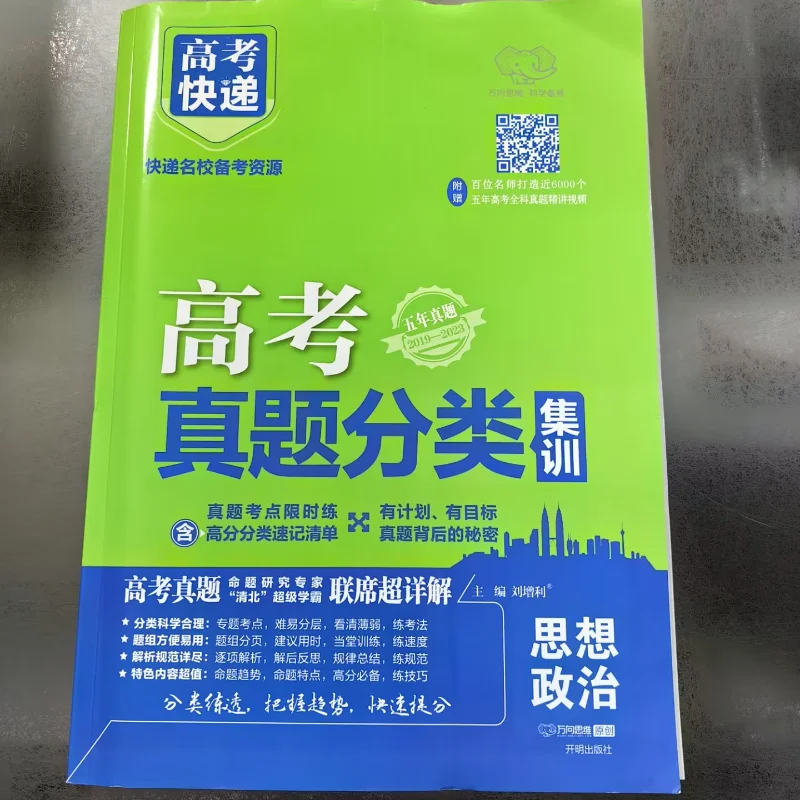 高考
快递
快递名校备考资源
万向思维 科学备考
附赠
百位名师打造近6000个
五年高考全科真题精讲视频
高考
五年真题
2019—2023
真题分类
集训
含
真题考点限时练
高分分类速记清单
有计划、有目标
真题背后的秘密
高考真题
命题研究专家
“清北”超级学霸
联席超详解
主 编 刘增利®
★ 分类科学合理：专题考点，难易分层，看清薄弱，练考法
★ 题组方便易用：题组分页，建议用时，当堂训练，练速度
★ 解析规范详尽：逐项解析，解后反思，规律总结，练规范
★ 特色内容超值：命题趋势，命题特点，高分必备，练技巧
分类练透，把握趋势，快速提分
思想
政治
万向思维 原创
开明出版社